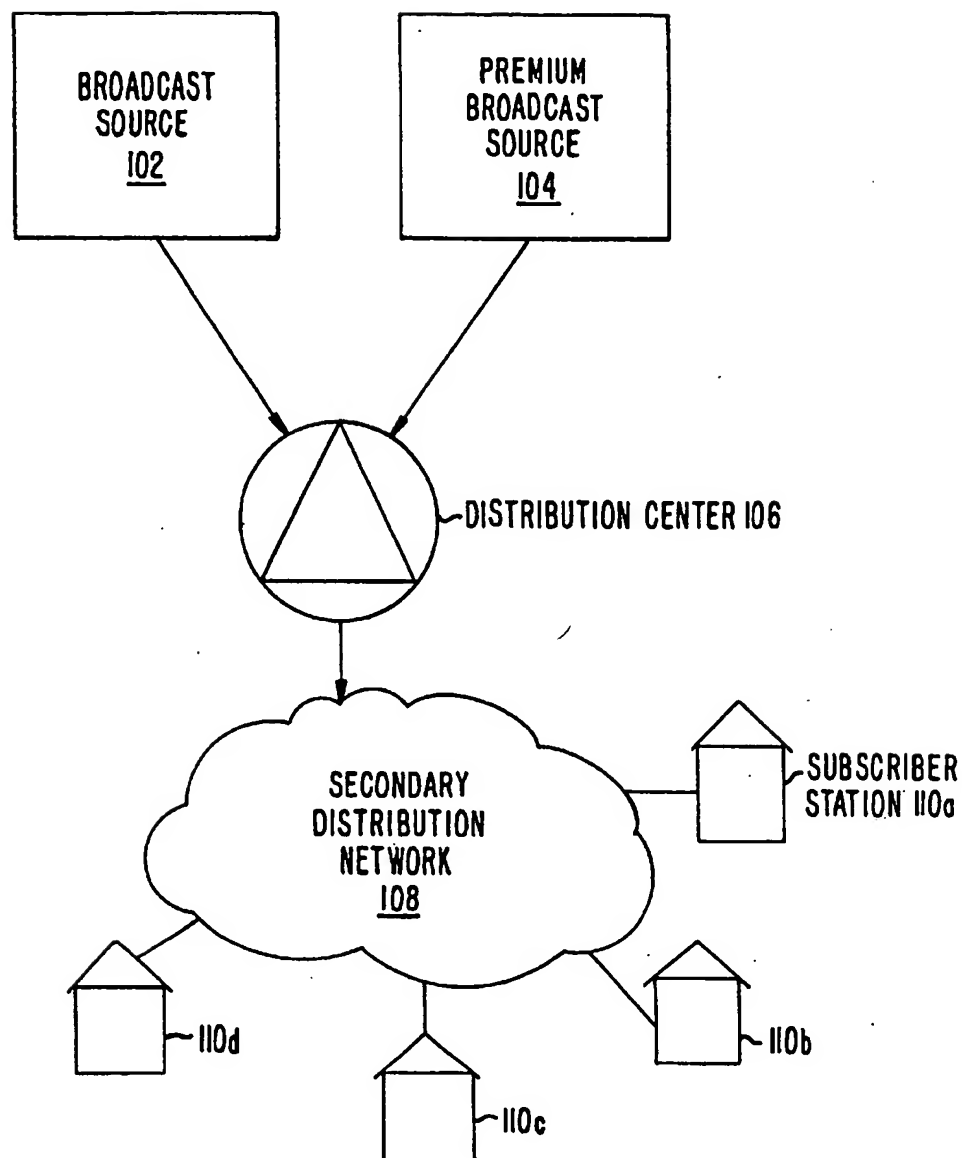 BROADCAST
SOURCE
102
PREMIUM
BROADCAST
SOURCE
104
DISTRIBUTION CENTER 106
SECONDARY
DISTRIBUTION
NETWORK
108
SUBSCRIBER
STATION 110a
110d
110b
110c